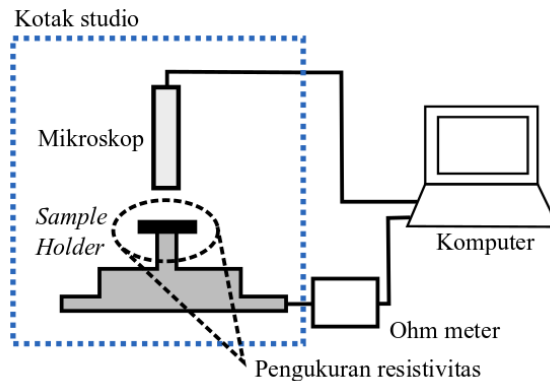 Kotak studio
Mikroskop
Sample
Holder
Komputer
Ohm meter
Pengukuran resistivitas